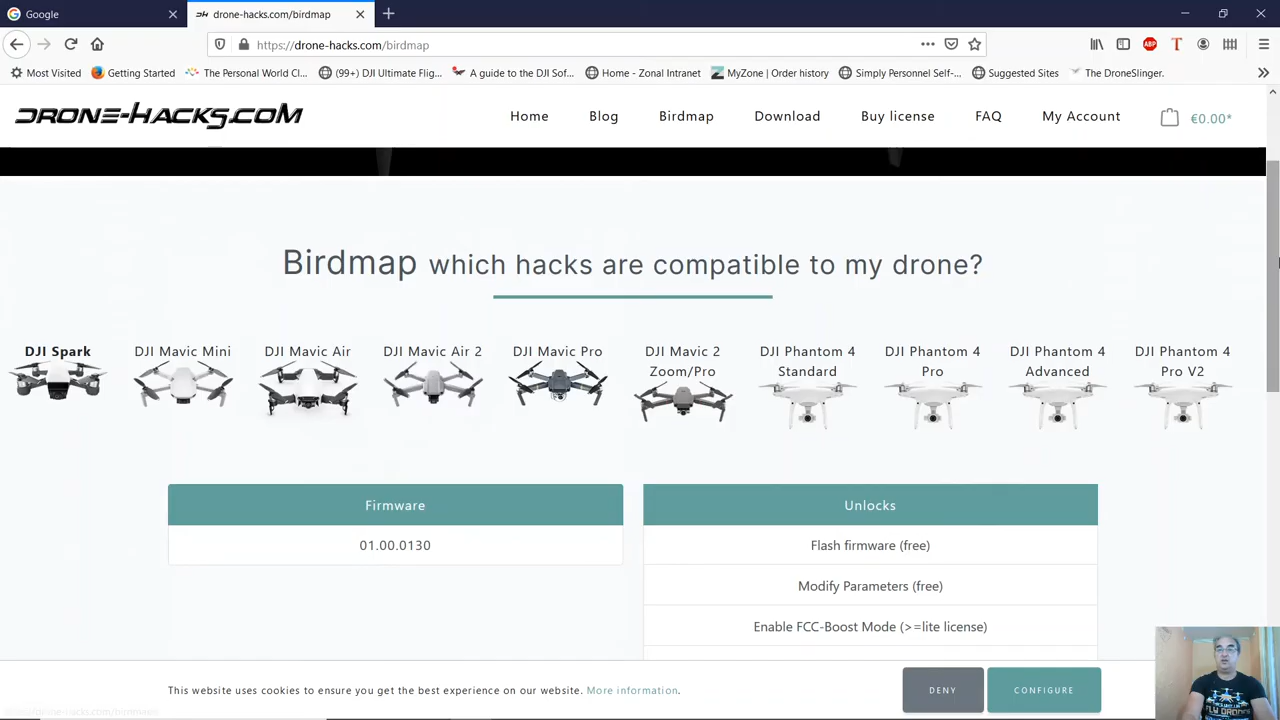 Google
drone-hacks.com/birdmap
https://drone-hacks.com/birdmap
Most Visited
Getting Started
The Personal World Cl...
(99+) DJI Ultimate Flig...
A guide to the DJI Sof...
Home - Zonal Intranet
MyZone | Order history
Simply Personnel Self-...
Suggested Sites
The DroneSlinger.
ABP
DRONE-HACKS.COM
Home
Blog
Birdmap
Download
Buy license
FAQ
My Account
€0.00*
Birdmap which hacks are compatible to my drone?
DJI Spark
DJI Mavic Mini
DJI Mavic Air
DJI Mavic Air 2
DJI Mavic Pro
DJI Mavic 2
Zoom/Pro
DJI Phantom 4
Standard
DJI Phantom 4
Pro
DJI Phantom 4
Advanced
DJI Phantom 4
Pro V2
Firmware
01.00.0130
Unlocks
Flash firmware (free)
Modify Parameters (free)
Enable FCC-Boost Mode (>=lite license)
This website uses cookies to ensure you get the best experience on our website. More information.
DENY
CONFIGURE
FLY DRONES